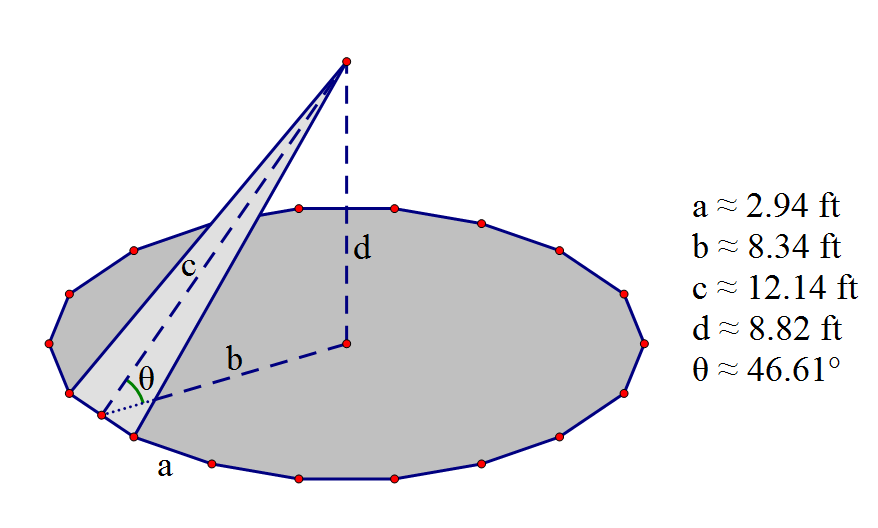 d
c
b
θ
a
a ≈ 2.94 ft
b ≈ 8.34 ft
c ≈ 12.14 ft
d ≈ 8.82 ft
θ ≈ 46.61°